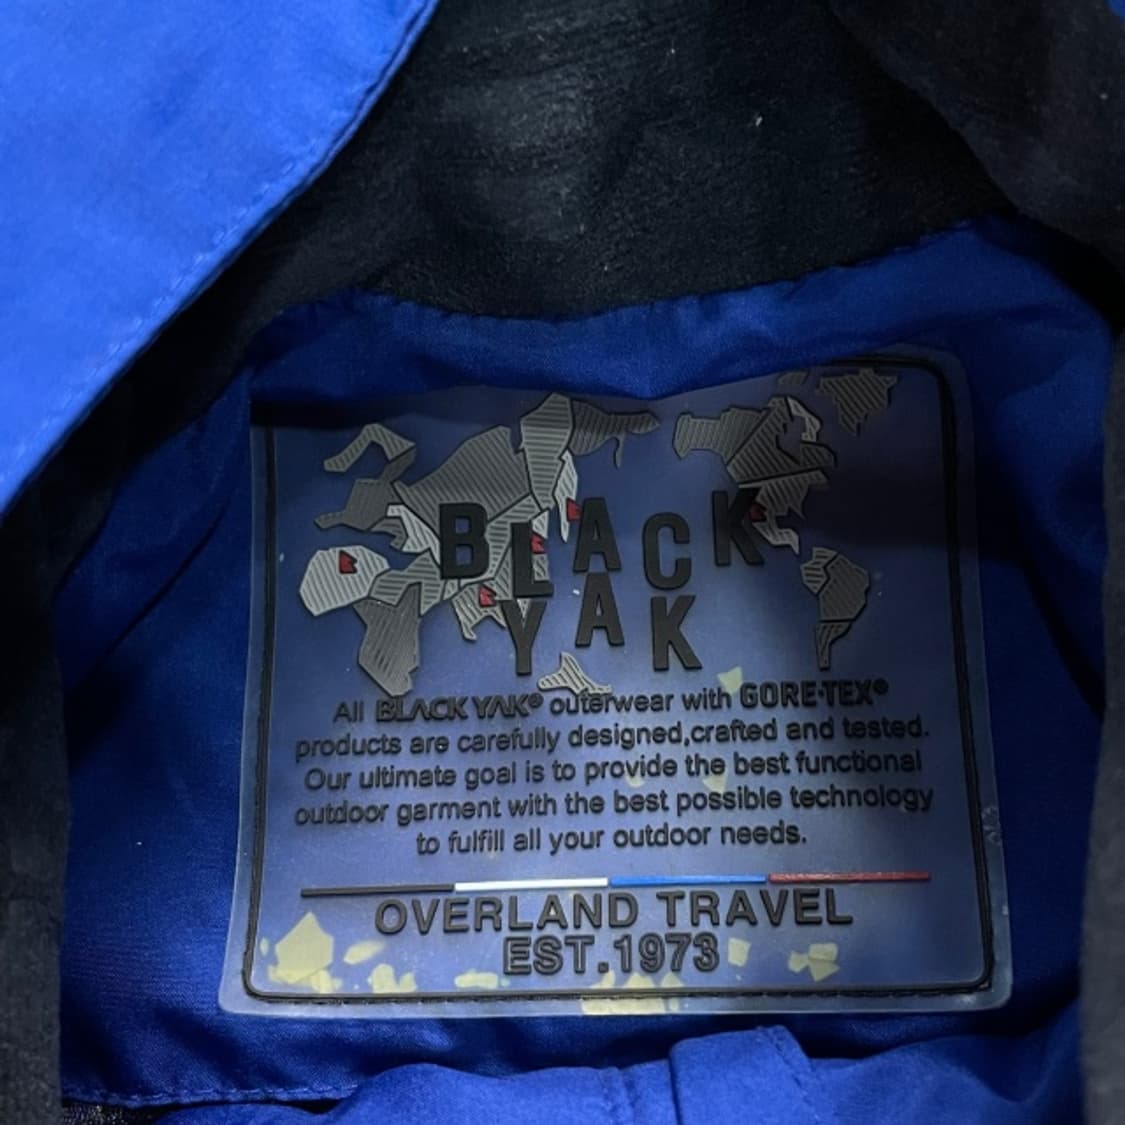 BLACK
YAK
All BLACK YAK® outerwear with GORE-TEX®
products are carefully designed,crafted and tested.
Our ultimate goal is to provide the best functional
outdoor garment with the best possible technology
to fulfill all your outdoor needs.
OVERLAND TRAVEL
EST.1973